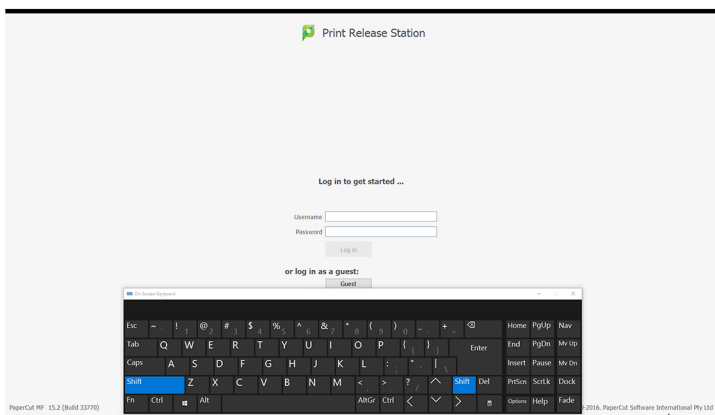 Print Release Station
Log in to get started ...
Username
Password
Log in
or log in as a guest:
Guest
On-Screen Keyboard
Esc ~ ` ! 1 @ 2 # 3 $ 4 % 5 ^ 6 & 7 * 8 ( 9 ) 0 _ - + = Home PgUp Nav
Tab Q W E R T Y U I O P { [ } ] Enter End PgDn Mv Up
Caps A S D F G H J K L : ; " ' | \ Insert Pause Mv Dn
Shift Z X C V B N M < , > . ? / Shift Del PrtScn ScrLk Dock
Fn Ctrl Alt AltGr Ctrl Options Help Fade
PaperCut MF 15.2 (Build 33770)
-2016. PaperCut Software International Pty Ltd